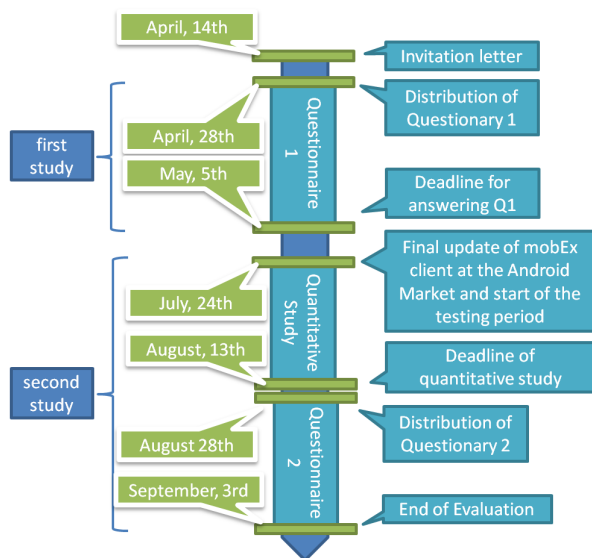 April, 14th
Invitation letter
Distribution of
Questionary 1
first
study
April, 28th
Questionnaire
1
May, 5th
Deadline for
answering Q1
Final update of mobEx
client at the Android
Market and start of the
testing period
July, 24th
Quantitative
Study
August, 13th
Deadline of
quantitative study
second
study
Distribution of
Questionary 2
August 28th
Questionnaire
2
September, 3rd
End of Evaluation